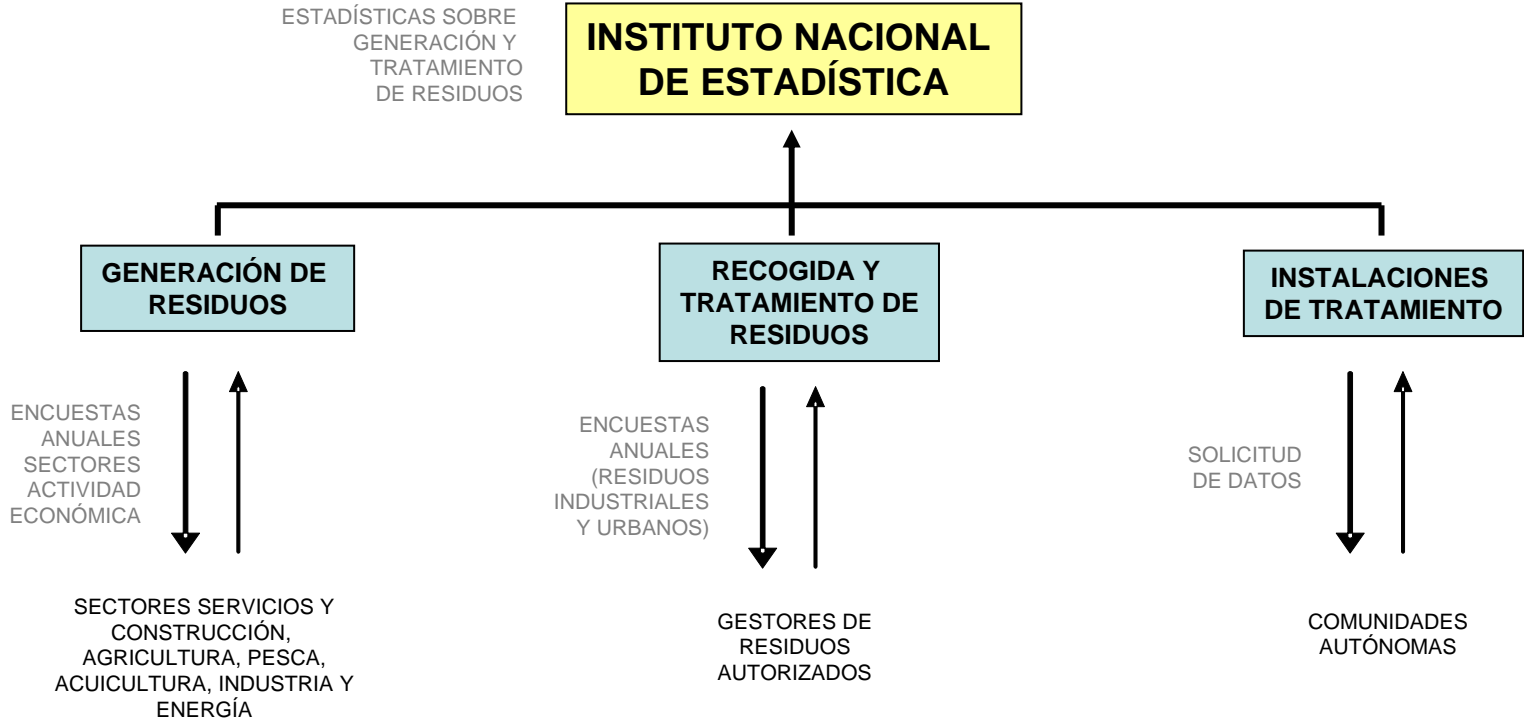 ESTADÍSTICAS SOBRE
GENERACIÓN Y
TRATAMIENTO
DE RESIDUOS
INSTITUTO NACIONAL
DE ESTADÍSTICA
GENERACIÓN DE
RESIDUOS
RECOGIDA Y
TRATAMIENTO DE
RESIDUOS
INSTALACIONES
DE TRATAMIENTO
ENCUESTAS
ANUALES
SECTORES
ACTIVIDAD
ECONÓMICA
ENCUESTAS
ANUALES
(RESIDUOS
INDUSTRIALES
Y URBANOS)
SOLICITUD
DE DATOS
SECTORES SERVICIOS Y
CONSTRUCCIÓN,
AGRICULTURA, PESCA,
ACUICULTURA, INDUSTRIA Y
ENERGÍA
GESTORES DE
RESIDUOS
AUTORIZADOS
COMUNIDADES
AUTÓNOMAS